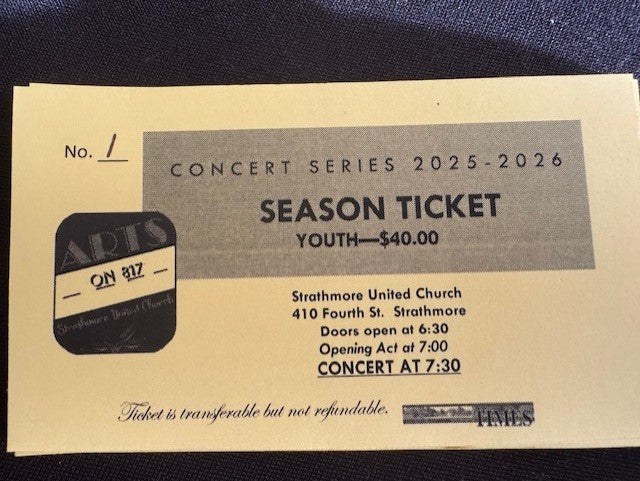 No. 1
CONCERT SERIES 2025-2026
SEASON TICKET
YOUTH—$40.00
ARTS
— ON 817 —
Strathmore United Church
Strathmore United Church
410 Fourth St. Strathmore
Doors open at 6:30
Opening Act at 7:00
CONCERT AT 7:30
Ticket is transferable but not refundable.
TIMES